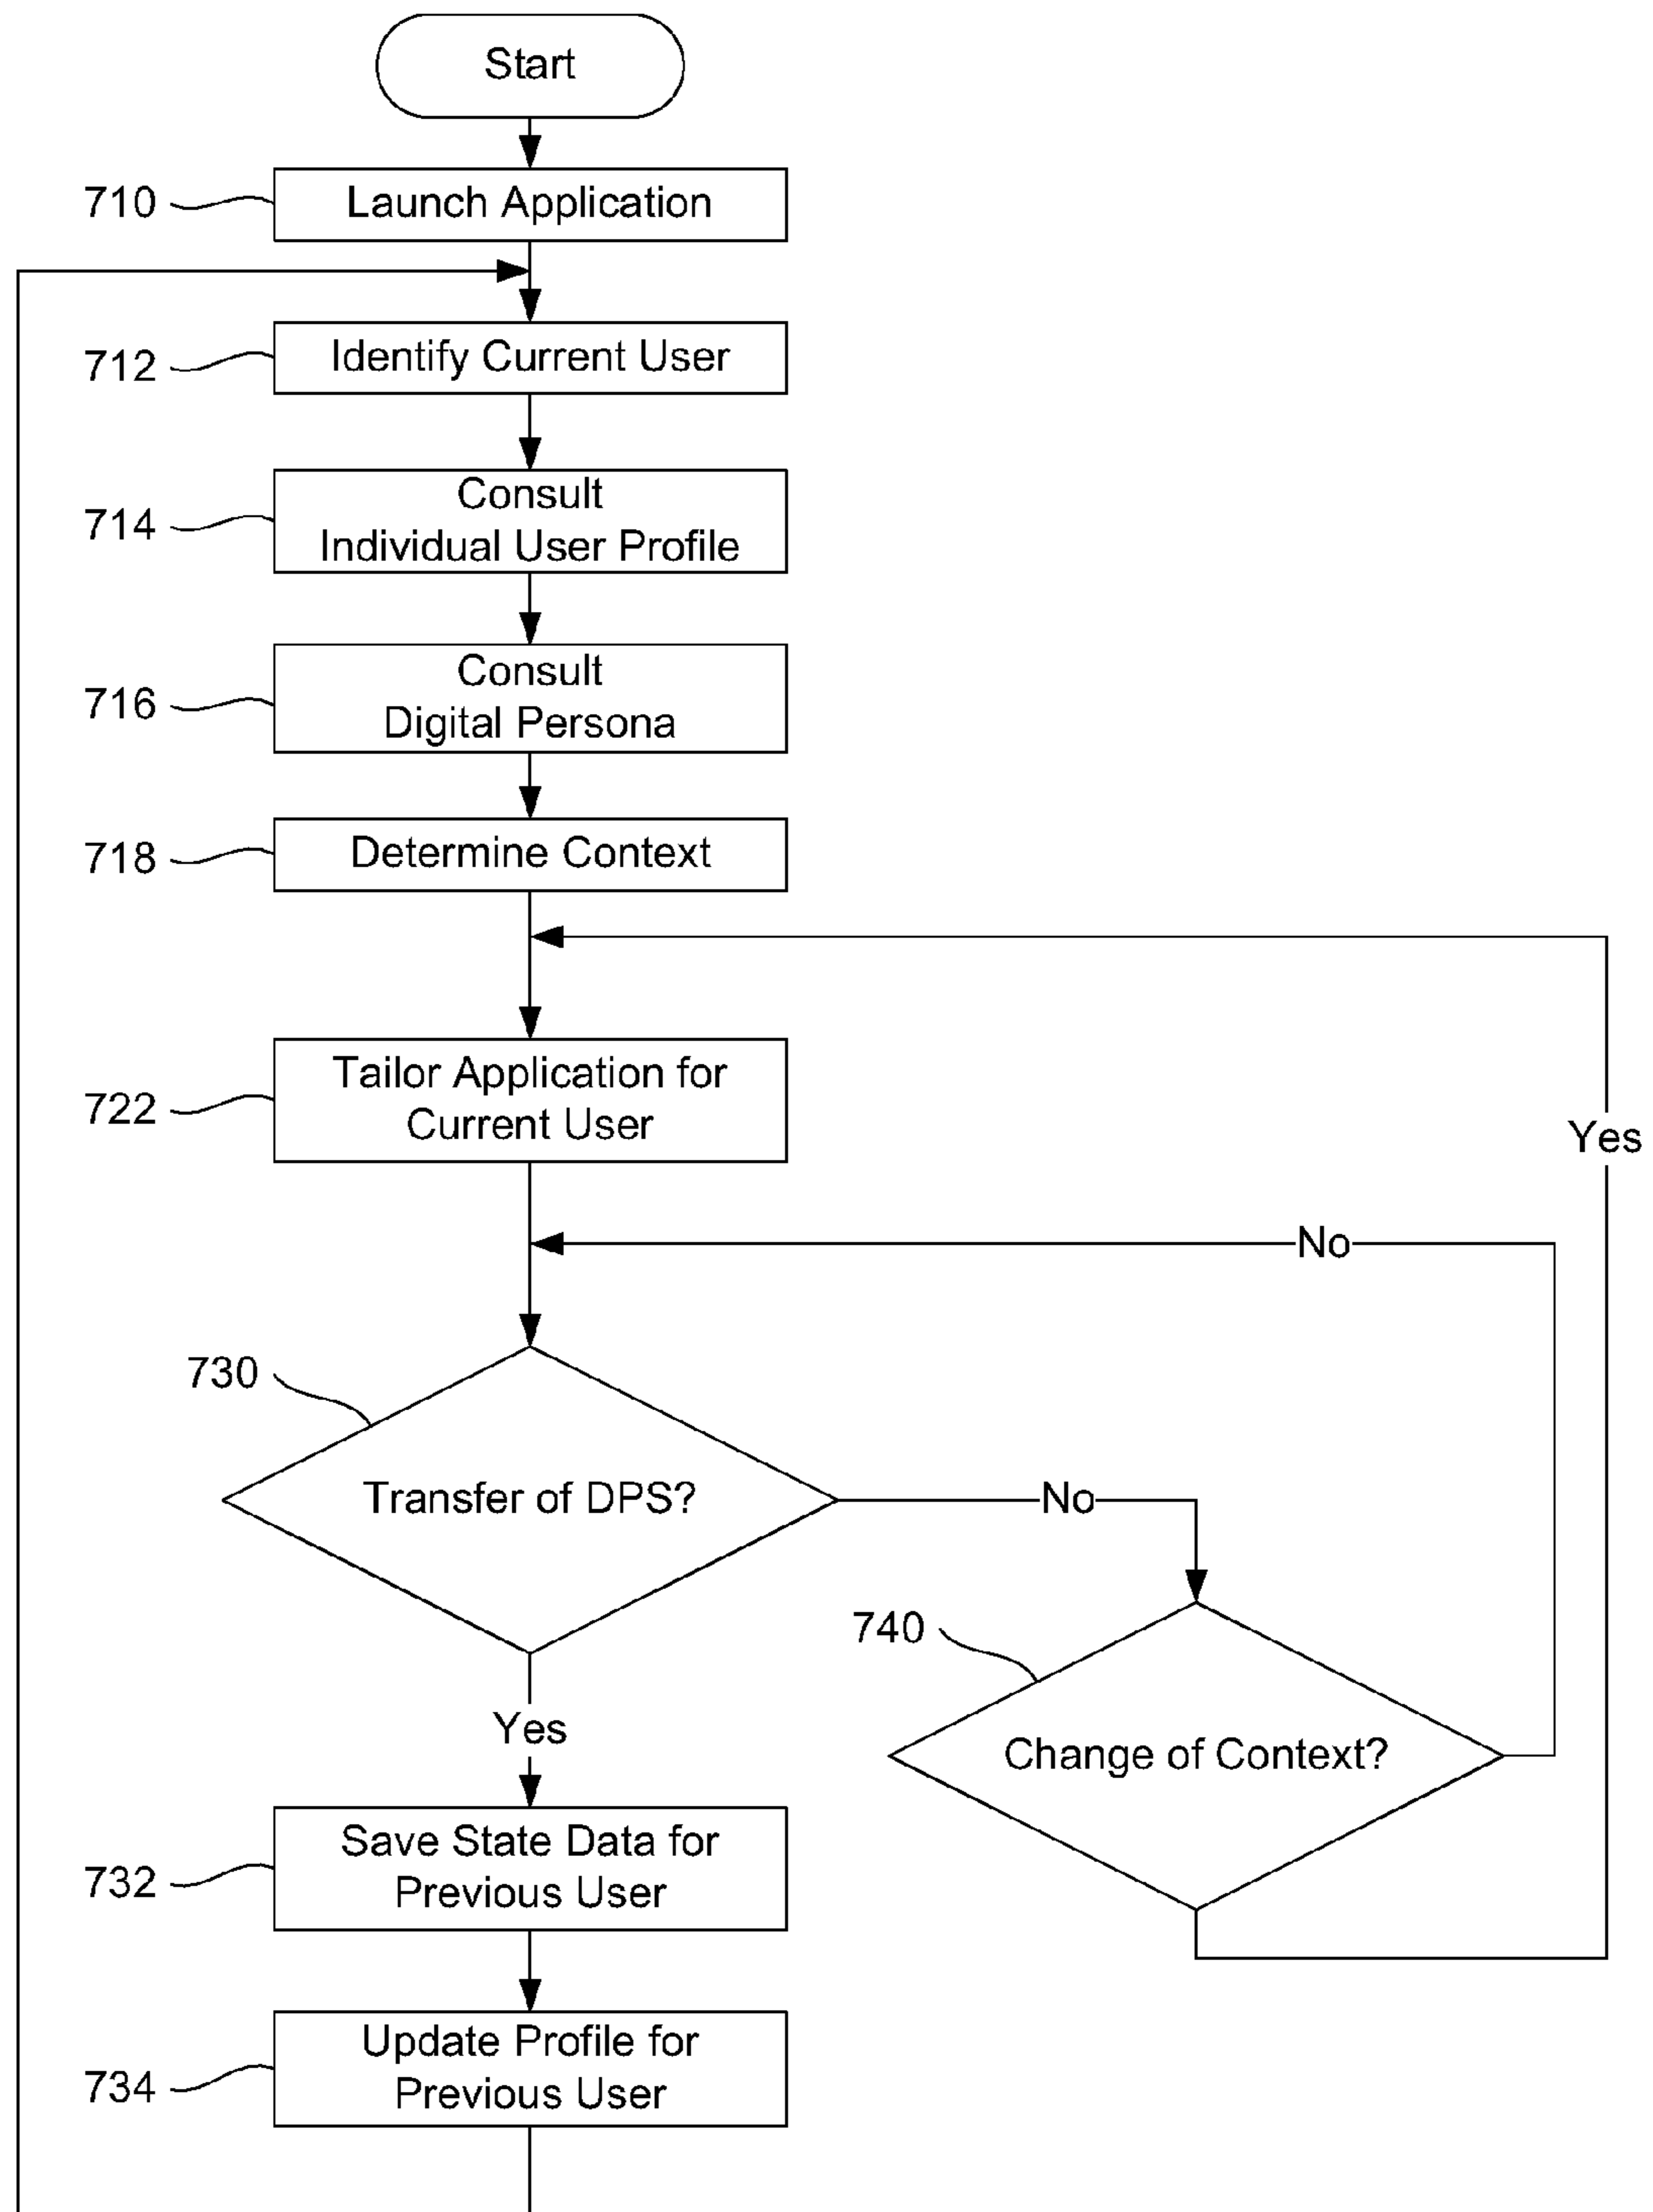 Start
710
Launch Application
712
Identify Current User
714
Consult
Individual User Profile
716
Consult
Digital Persona
718
Determine Context
722
Tailor Application for
Current User
Yes
No
730
Transfer of DPS?
No
740
Change of Context?
Yes
732
Save State Data for
Previous User
734
Update Profile for
Previous User